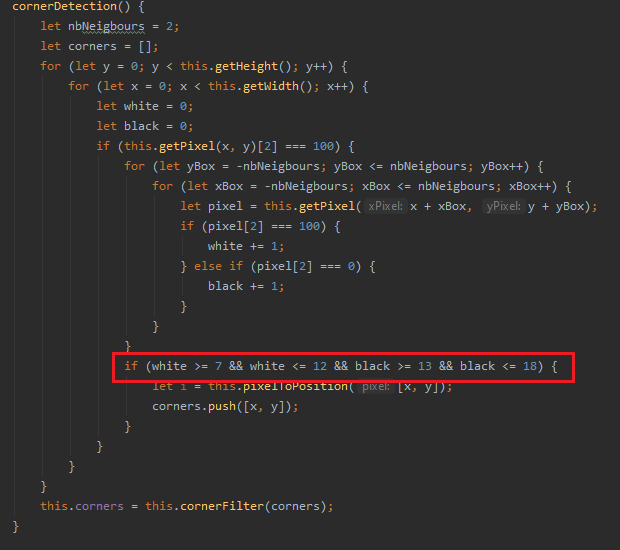 cornerDetection() {
let nbNeigbours = 2;
let corners = [];
for (let y = 0; y < this.getHeight(); y++) {
for (let x = 0; x < this.getWidth(); x++) {
let white = 0;
let black = 0;
if (this.getPixel(x, y)[2] === 100) {
for (let yBox = -nbNeigbours; yBox <= nbNeigbours; yBox++) {
for (let xBox = -nbNeigbours; xBox <= nbNeigbours; xBox++) {
let pixel = this.getPixel( xPixel: x + xBox, yPixel: y + yBox);
if (pixel[2] === 100) {
white += 1;
} else if (pixel[2] === 0) {
black += 1;
}
}
}
if (white >= 7 && white <= 12 && black >= 13 && black <= 18) {
let i = this.pixelToPosition( pixel: [x, y]);
corners.push([x, y]);
}
}
}
}
this.corners = this.cornerFilter(corners);
}